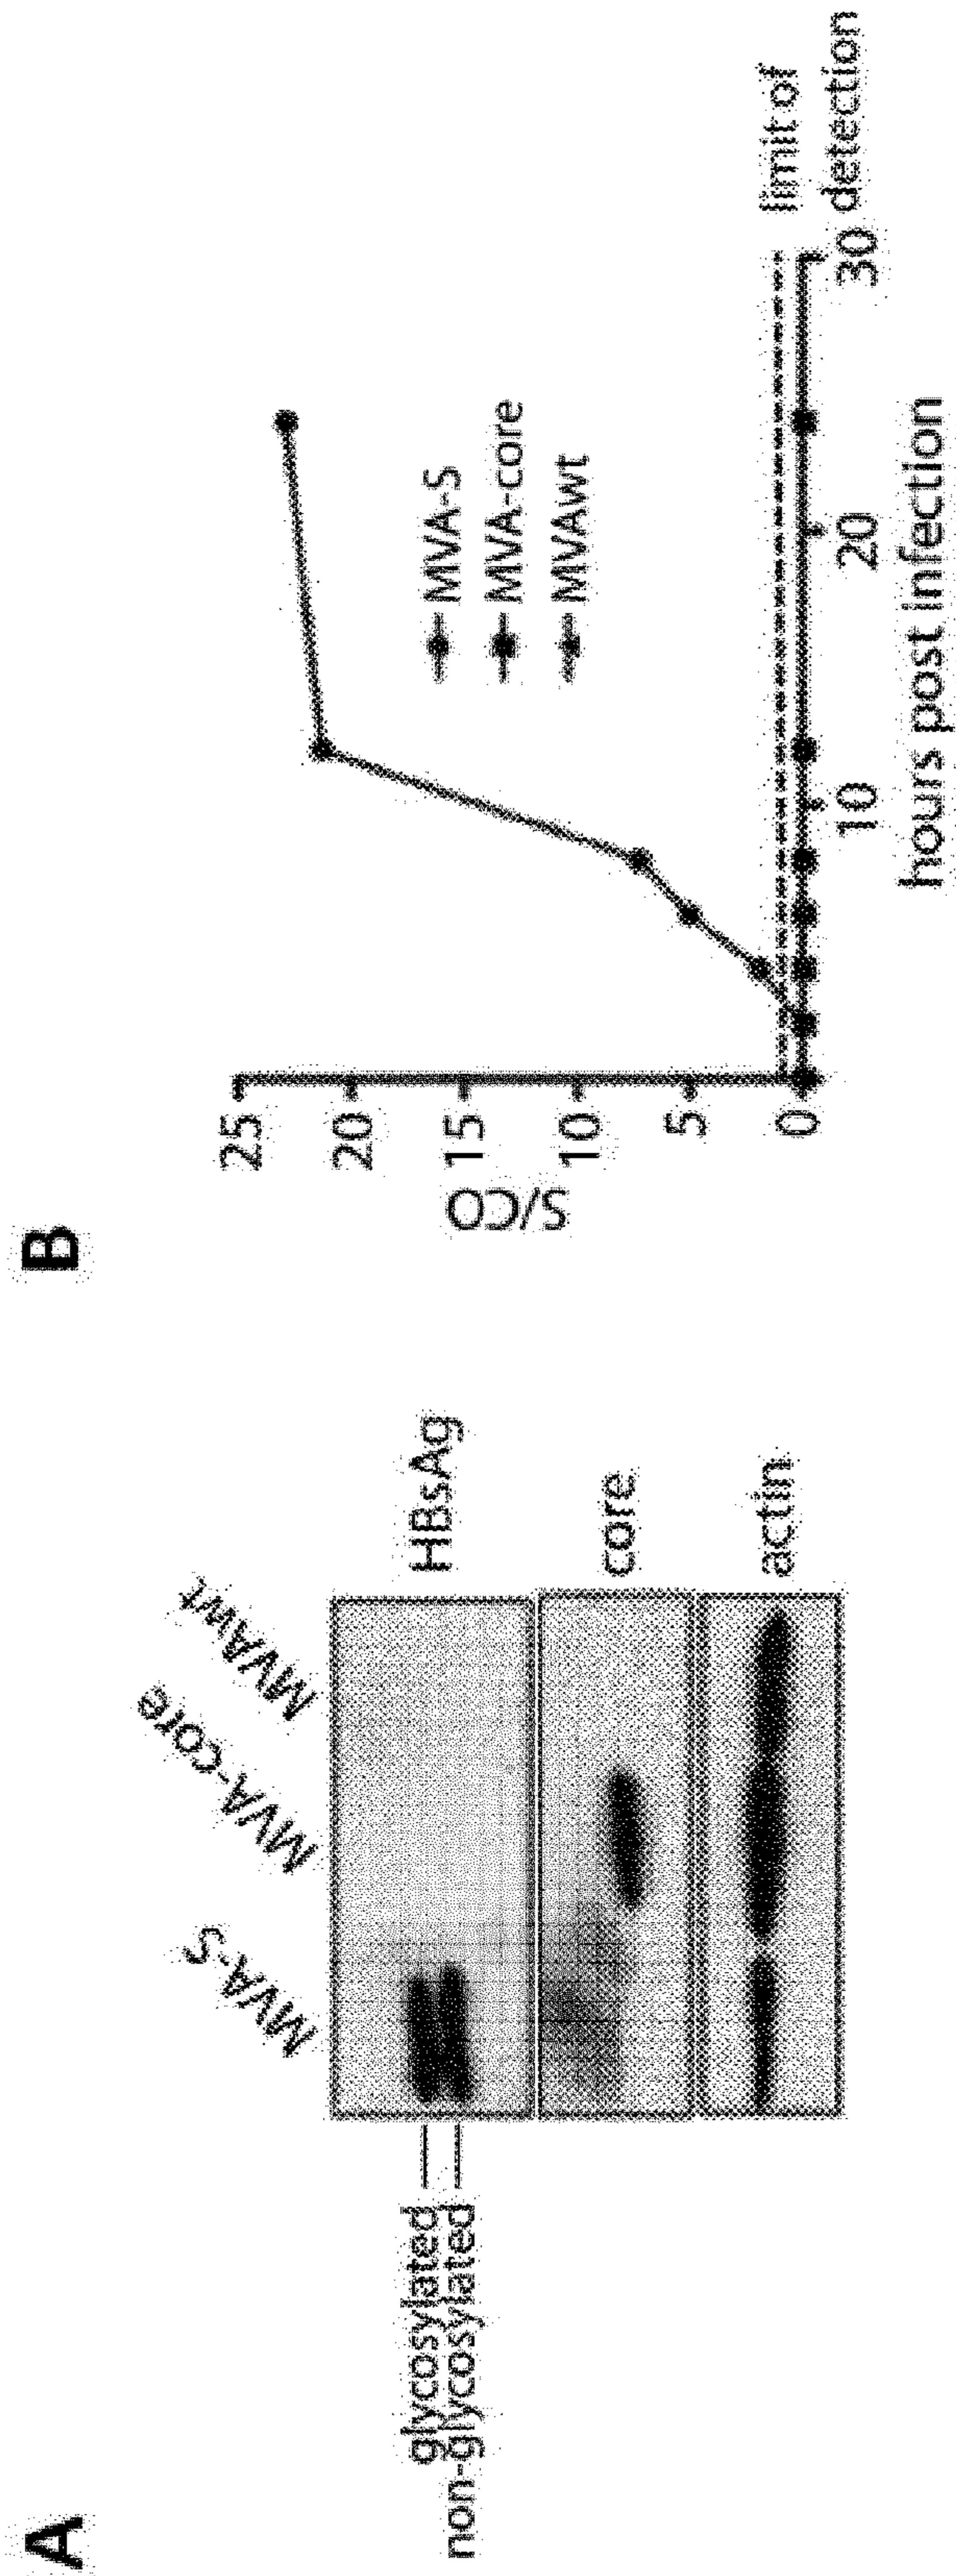 A
MVA-S
MVA-core
MVAwt
glycosylated
non-glycosylated
HBsAg
core
actin
B
S/CO
25
20
15
10
5
0
MVA-S
MVA-core
MVAwt
limit of
detection
10
20
30
hours post infection